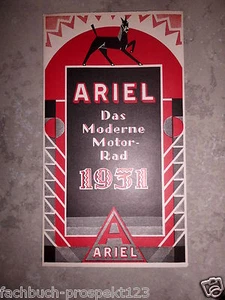 ARIEL
Das
Moderne
Motor-
Rad
1931
A
ARIEL
fachbuch-prospekt123